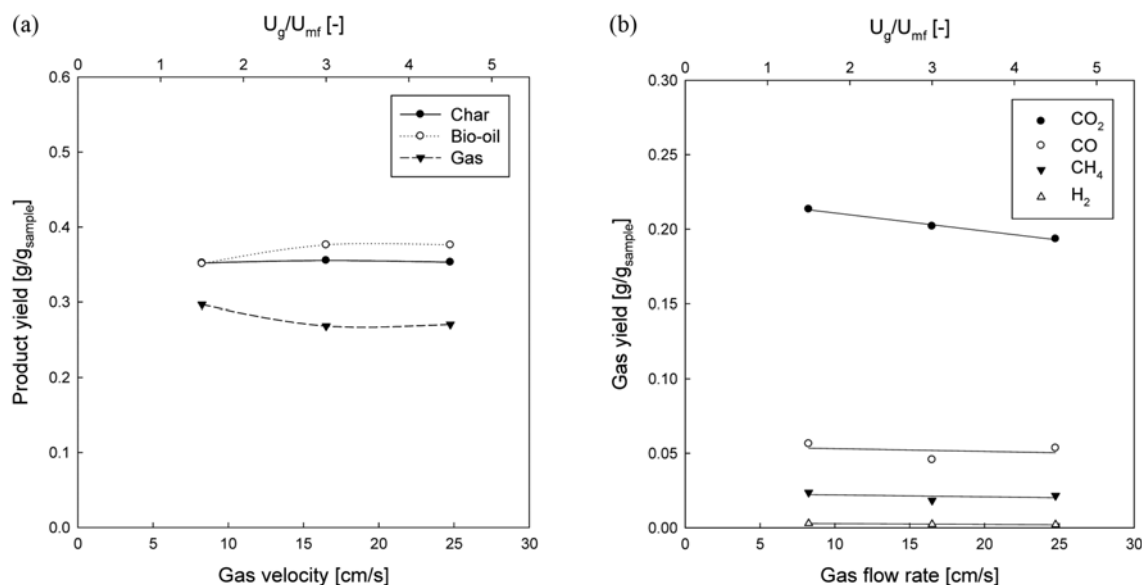 (a)
U_g/U_mf [-]
0 1 2 3 4 5
0.6
0.5
0.4
0.3
0.2
0.1
0.0
Product yield [g/g_sample]
Char
Bio-oil
Gas
0 5 10 15 20 25 30
Gas velocity [cm/s]
(b)
U_g/U_mf [-]
0 1 2 3 4 5
0.30
0.25
0.20
0.15
0.10
0.05
0.00
Gas yield [g/g_sample]
CO₂
CO
CH₄
H₂
0 5 10 15 20 25 30
Gas flow rate [cm/s]